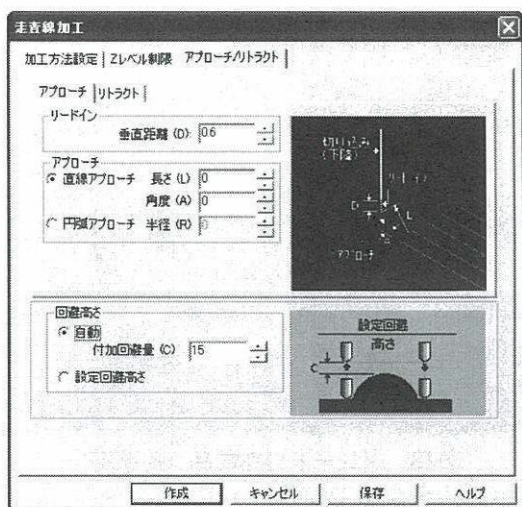 走査線加工
加工方法設定 Zレベル制限 アプローチ/リトラクト
アプローチ リトラクト
リードイン
垂直距離 (D) 0.6
アプローチ
直線アプローチ 長さ (L) 0
角度 (A) 0
円弧アプローチ 半径 (R) 0
切り込み
(下降)
リードイン
D
L
A
アプローチ
回避高さ
自動
付加回避量 (C) 15
設定回避高さ
設定回避
高さ
C
作成 キャンセル 保存 ヘルプ